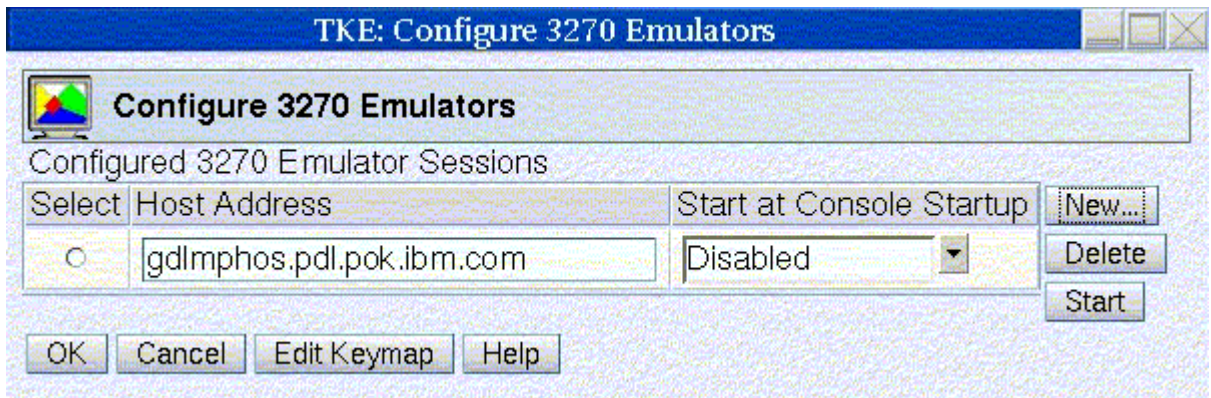 TKE: Configure 3270 Emulators
Configure 3270 Emulators
Configured 3270 Emulator Sessions
Select Host Address Start at Console Startup New...
gdlmphos.pdl.pok.ibm.com Disabled Delete
Start
OK Cancel Edit Keymap Help